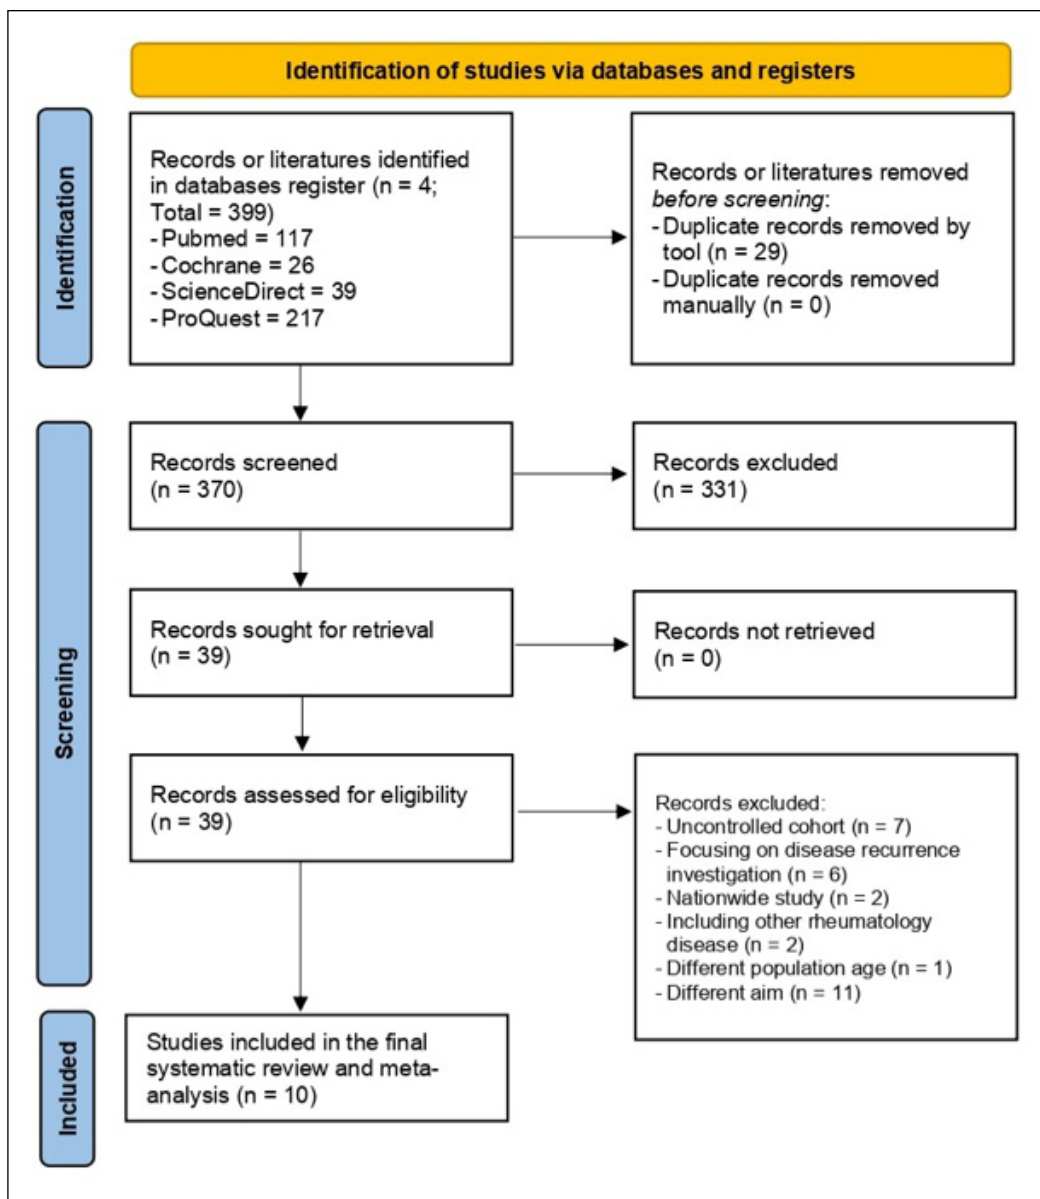 Identification of studies via databases and registers
Identification
Records or literatures identified
in databases register (n = 4;
Total = 399)
- Pubmed = 117
- Cochrane = 26
- ScienceDirect = 39
- ProQuest = 217
Records or literatures removed
before screening:
- Duplicate records removed by
tool (n = 29)
- Duplicate records removed
manually (n = 0)
Screening
Records screened
(n = 370)
Records excluded
(n = 331)
Records sought for retrieval
(n = 39)
Records not retrieved
(n = 0)
Records assessed for eligibility
(n = 39)
Records excluded:
- Uncontrolled cohort (n = 7)
- Focusing on disease recurrence
investigation (n = 6)
- Nationwide study (n = 2)
- Including other rheumatology
disease (n = 2)
- Different population age (n = 1)
- Different aim (n = 11)
Included
Studies included in the final
systematic review and meta-
analysis (n = 10)